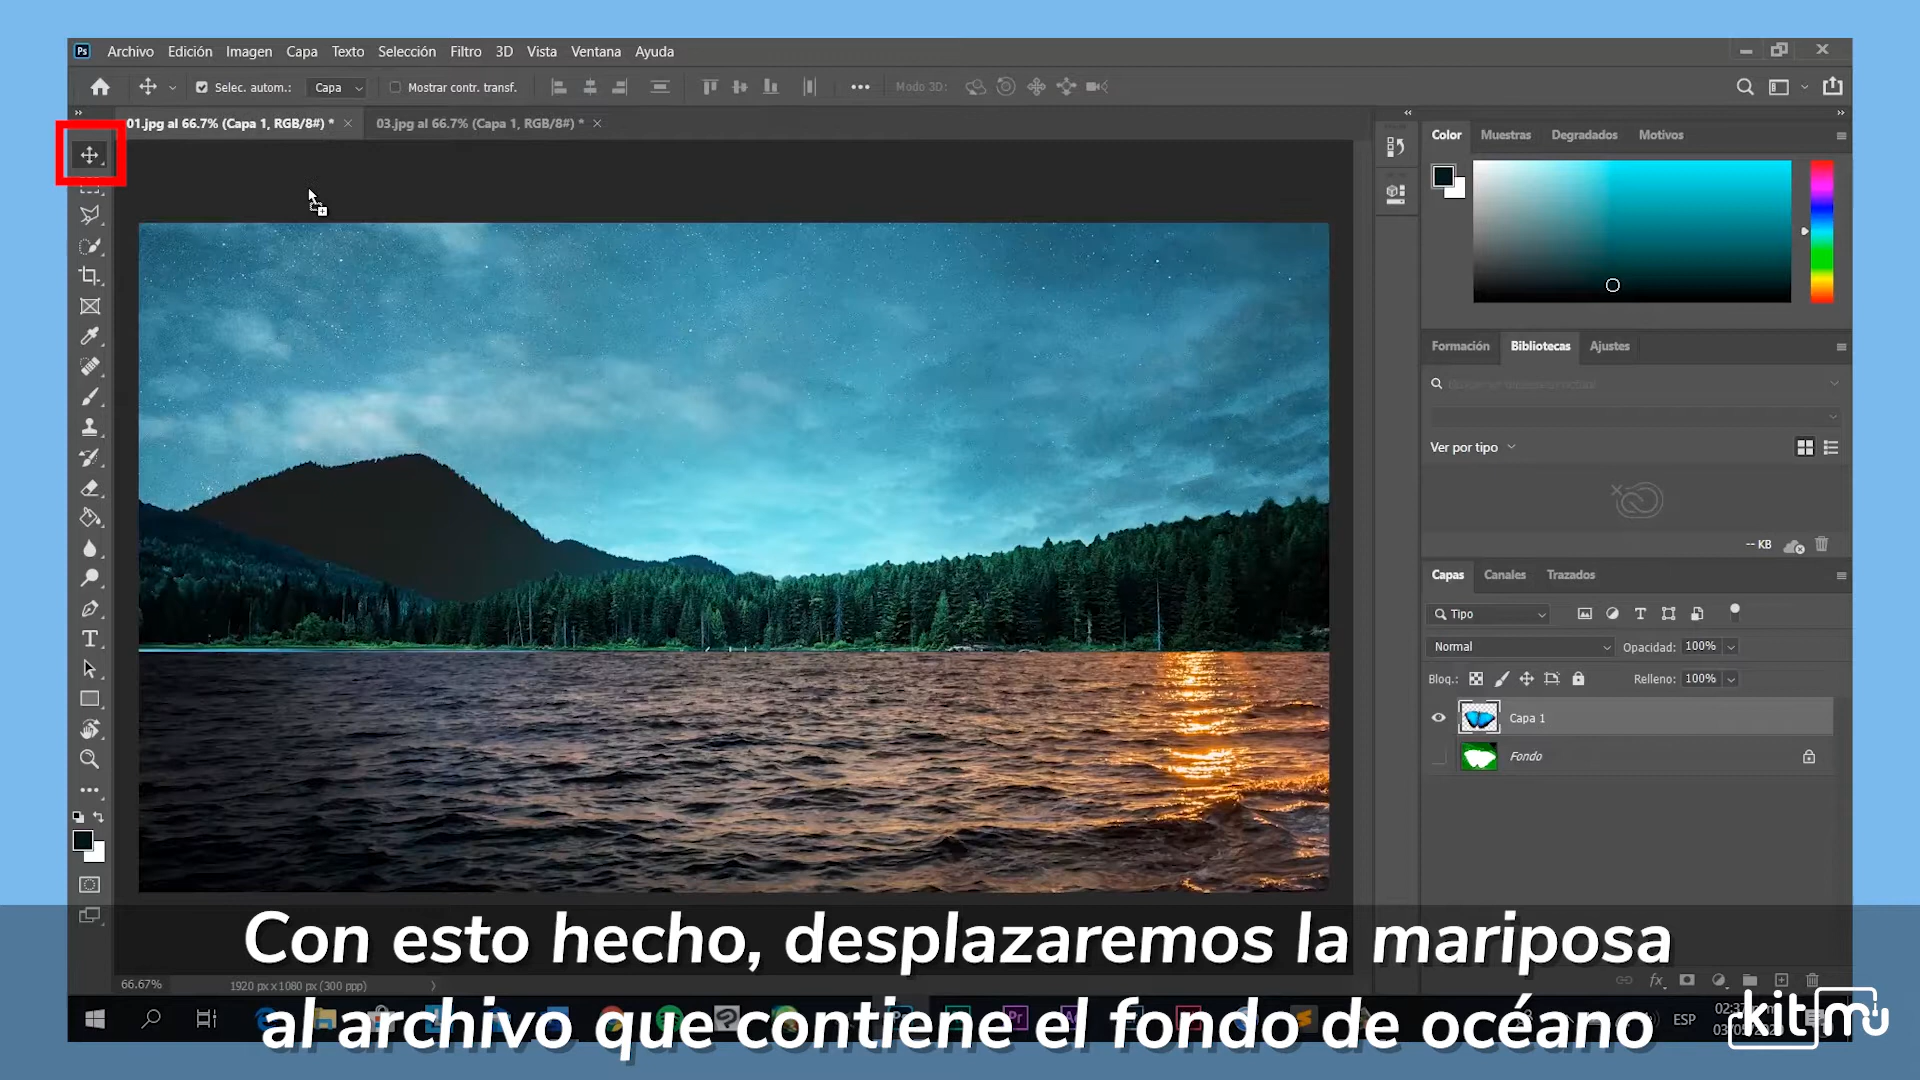 Ps Archivo Edición Imagen Capa Texto Selección Filtro 3D Vista Ventana Ayuda
Selec. autom.: Capa Mostrar contr. transf. Modo 3D:
01.jpg al 66.7% (Capa 1, RGB/8#) * 03.jpg al 66.7% (Capa 1, RGB/8#) *
Color Muestras Degradados Motivos
Formación Bibliotecas Ajustes
Ver por tipo
-- KB
Capas Canales Trazados
Tipo
Normal Opacidad: 100%
Bloq.: Relleno: 100%
Capa 1
Fondo
66.67% 1920 px x 1080 px (300 ppp)
Con esto hecho, desplazaremos la mariposa
al archivo que contiene el fondo de océano
ESP
kitmu